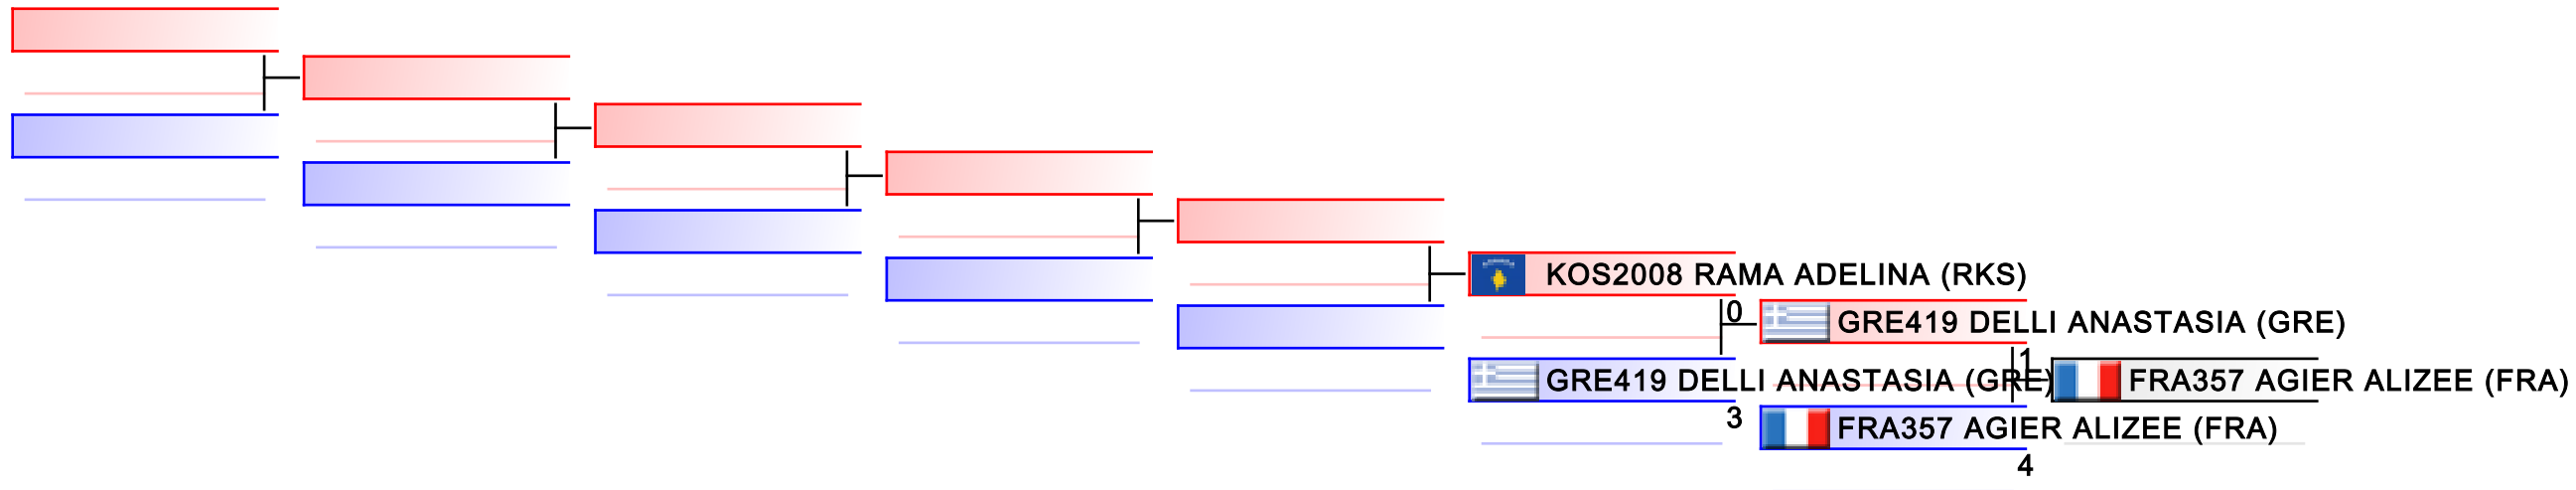 KOS2008 RAMA ADELINA (RKS)
0
GRE419 DELLI ANASTASIA (GRE)
1
GRE419 DELLI ANASTASIA (GRE)
FRA357 AGIER ALIZEE (FRA)
3
FRA357 AGIER ALIZEE (FRA)
4